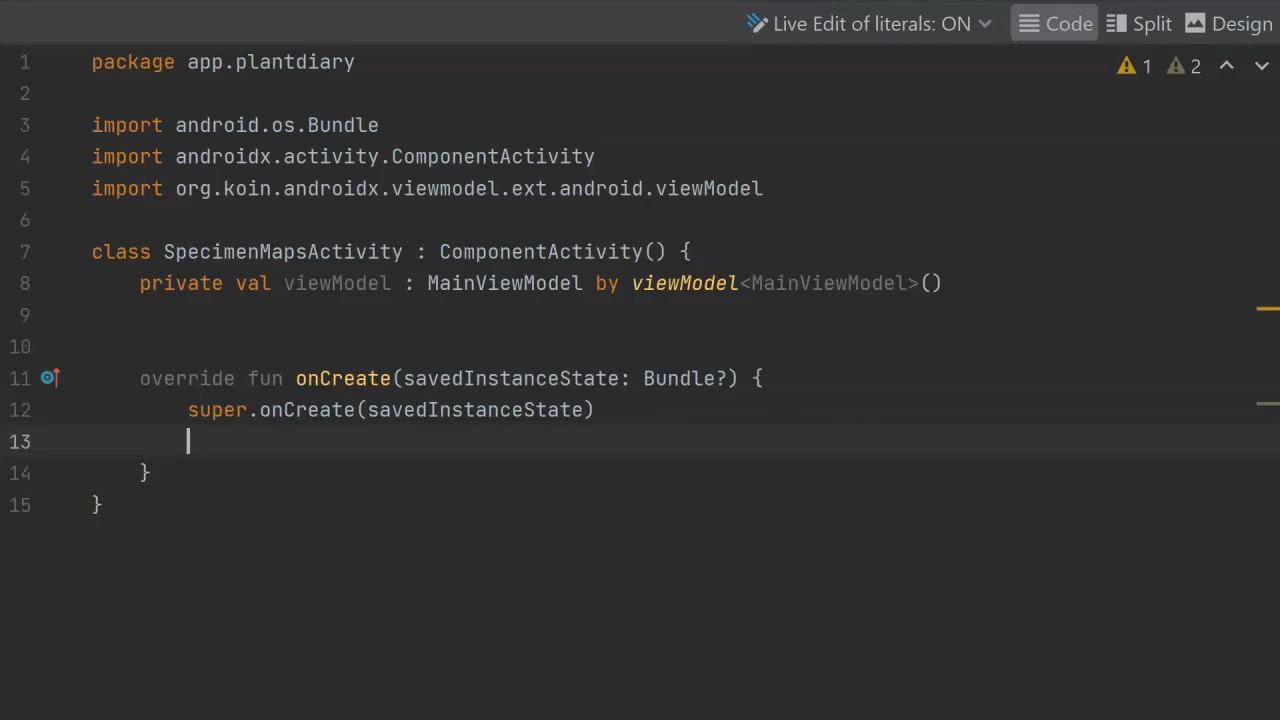 Live Edit of literals: ON Code Split Design
1 package app.plantdiary 1 2
2
3 import android.os.Bundle
4 import androidx.activity.ComponentActivity
5 import org.koin.androidx.viewmodel.ext.android.viewModel
6
7 class SpecimenMapsActivity : ComponentActivity() {
8 private val viewModel : MainViewModel by viewModel<MainViewModel>()
9
10
11 override fun onCreate(savedInstanceState: Bundle?) {
12 super.onCreate(savedInstanceState)
13
14 }
15 }